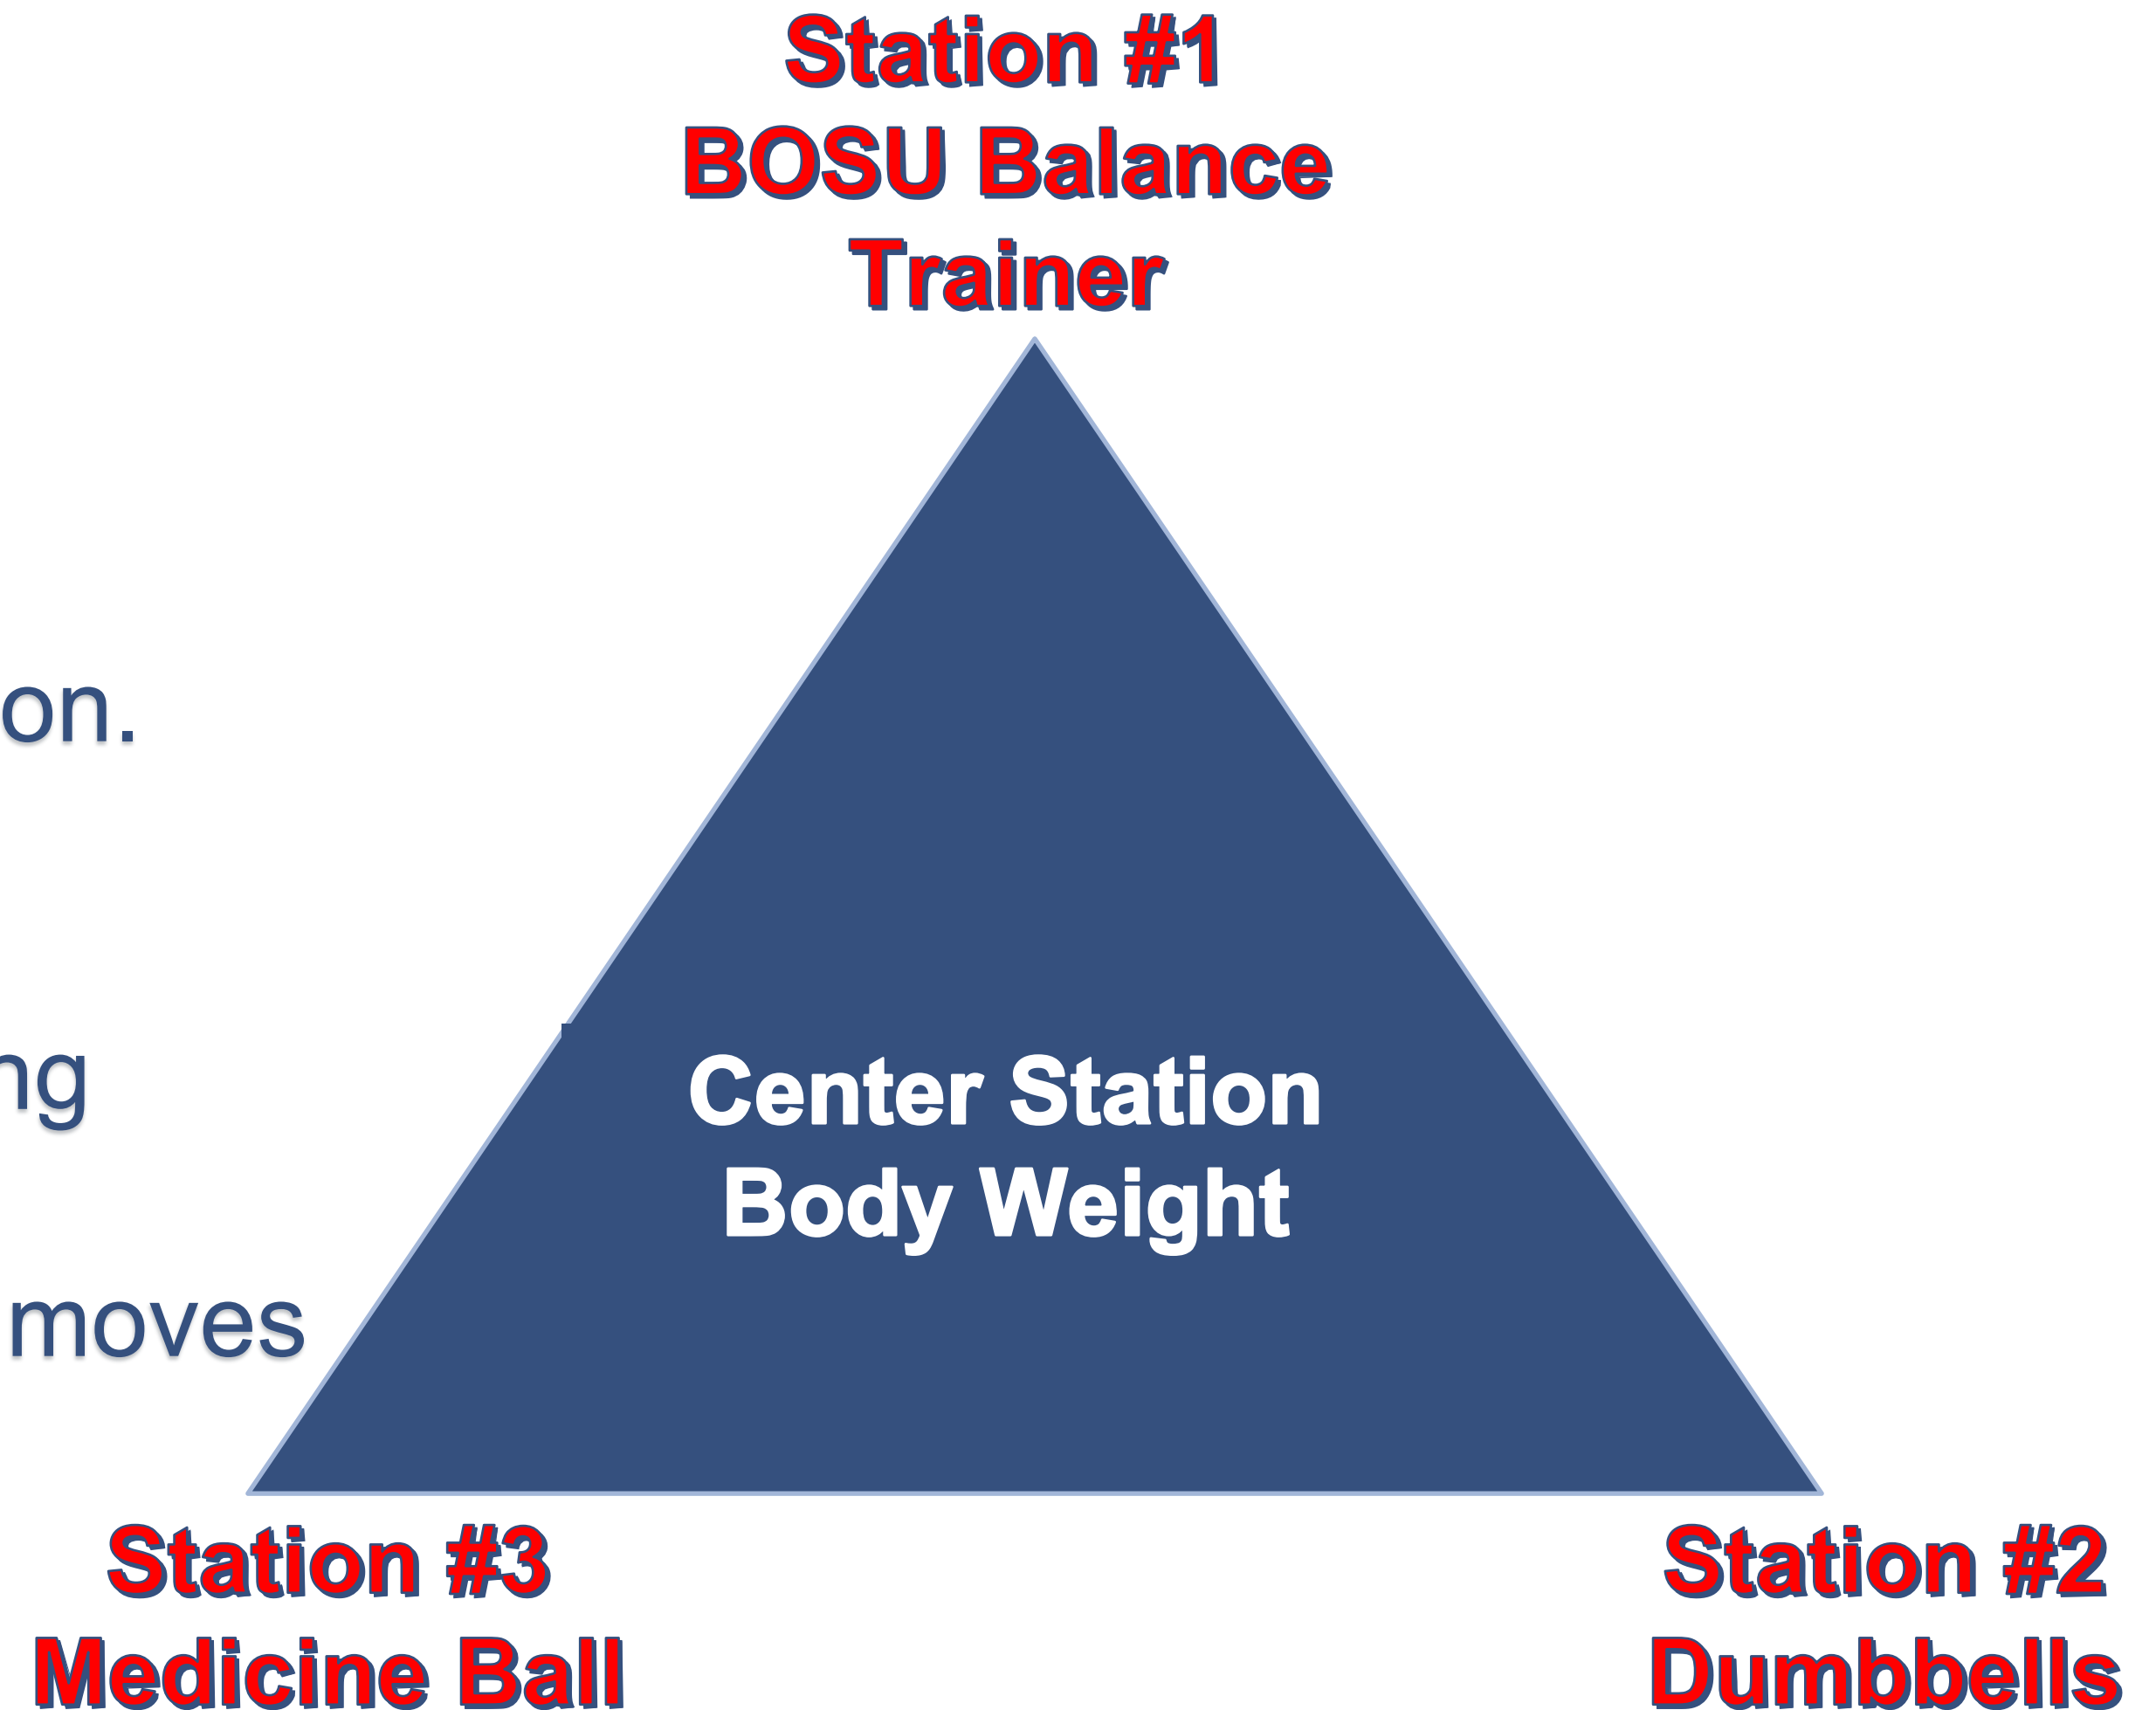 Station #1
BOSU Balance
Trainer
on.
ng
moves
Center Station
Body Weight
Station #3
Medicine Ball
Station #2
Dumbbells